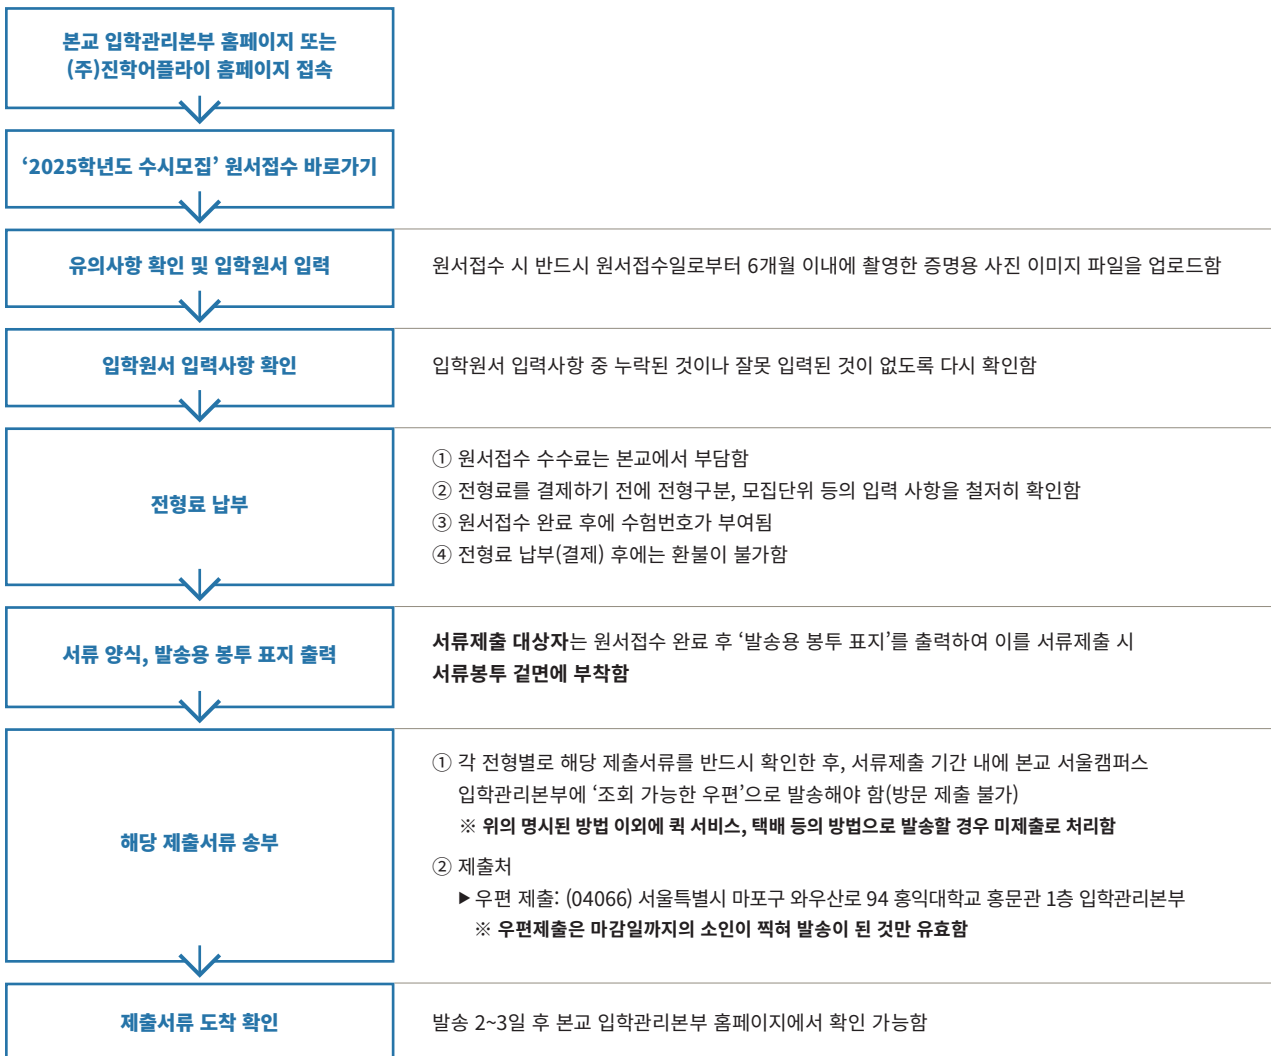 본교 입학관리본부 홈페이지 또는
(주)진학어플라이 홈페이지 접속
‘2025학년도 수시모집’ 원서접수 바로가기
유의사항 확인 및 입학원서 입력
원서접수 시 반드시 원서접수일로부터 6개월 이내에 촬영한 증명용 사진 이미지 파일을 업로드함
입학원서 입력사항 확인
입학원서 입력사항 중 누락된 것이나 잘못 입력된 것이 없도록 다시 확인함
전형료 납부
① 원서접수 수수료는 본교에서 부담함
② 전형료를 결제하기 전에 전형구분, 모집단위 등의 입력 사항을 철저히 확인함
③ 원서접수 완료 후에 수험번호가 부여됨
④ 전형료 납부(결제) 후에는 환불이 불가함
서류 양식, 발송용 봉투 표지 출력
서류제출 대상자는 원서접수 완료 후 ‘발송용 봉투 표지’를 출력하여 이를 서류제출 시
서류봉투 겉면에 부착함
해당 제출서류 송부
① 각 전형별로 해당 제출서류를 반드시 확인한 후, 서류제출 기간 내에 본교 서울캠퍼스
입학관리본부에 ‘조회 가능한 우편’으로 발송해야 함(방문 제출 불가)
※ 위의 명시된 방법 이외에 퀵 서비스, 택배 등의 방법으로 발송할 경우 미제출로 처리함
② 제출처
▶우편 제출: (04066) 서울특별시 마포구 와우산로 94 홍익대학교 홍문관 1층 입학관리본부
※ 우편제출은 마감일까지의 소인이 찍혀 발송이 된 것만 유효함
제출서류 도착 확인
발송 2~3일 후 본교 입학관리본부 홈페이지에서 확인 가능함